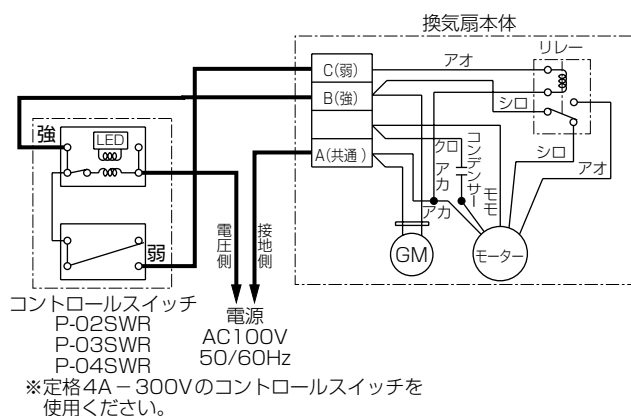 換気扇本体
リレー
C(弱)
アオ
B(強)
シロ
強
LED
A(共通)
クロ
アカ
コンデンサー
モモ
シロ
アオ
アカ
弱
電圧側
接地側
GM
モーター
コントロールスイッチ
P-02SWR
P-03SWR
P-04SWR
電源
AC100V
50/60Hz
※定格4A－300Vのコントロールスイッチを
使用ください。